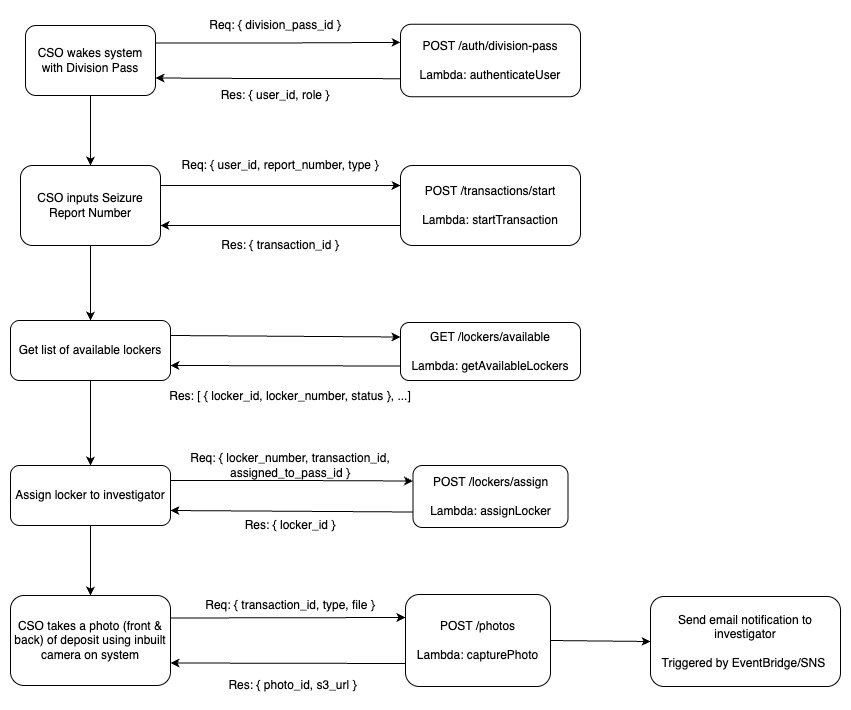 Req: { division_pass_id }
CSO wakes system
with Division Pass
POST /auth/division-pass
Lambda: authenticateUser
Res: { user_id, role }
Req: { user_id, report_number, type }
CSO inputs Seizure
Report Number
POST /transactions/start
Lambda: startTransaction
Res: { transaction_id }
Get list of available lockers
GET /lockers/available
Lambda: getAvailableLockers
Res: [ { locker_id, locker_number, status }, ...]
Req: { locker_number, transaction_id,
assigned_to_pass_id }
Assign locker to investigator
POST /lockers/assign
Lambda: assignLocker
Res: { locker_id }
Req: { transaction_id, type, file }
CSO takes a photo (front &
back) of deposit using inbuilt
camera on system
POST /photos
Lambda: capturePhoto
Send email notification to
investigator
Triggered by EventBridge/SNS
Res: { photo_id, s3_url }